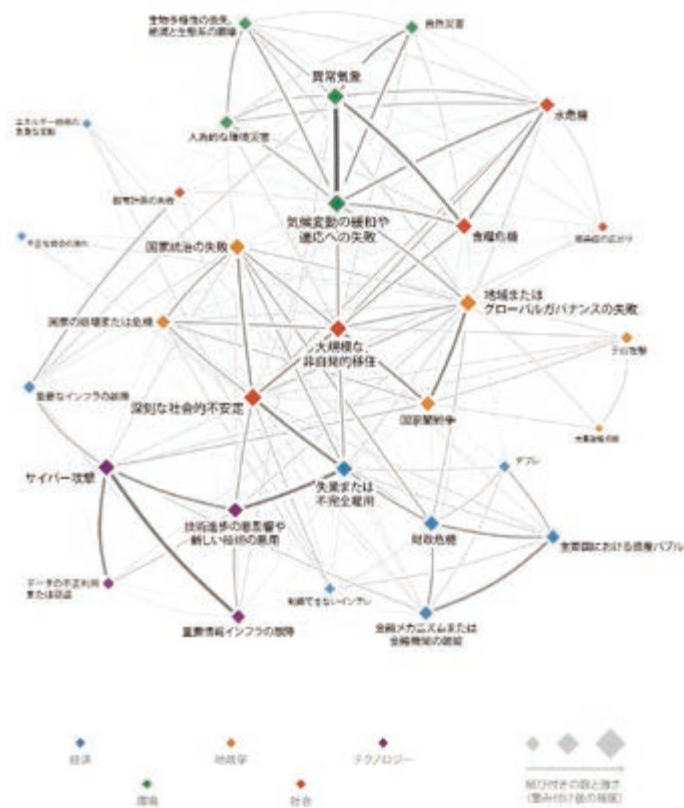 生物多様性の喪失、
絶滅と生態系の崩壊
自然災害
異常気象
水危機
エネルギー価格の
急激な変動
人為的な環境災害
都市計画の失敗
気候変動の緩和や
適応への失敗
食糧危機
感染症の広がり
国家統治の失敗
地域または
グローバルガバナンスの失敗
国家の崩壊または危機
大規模な
非自発的移住
テロ攻撃
重要なインフラの故障
深刻な社会的不安定
国家間紛争
大量破壊兵器
デフレ
サイバー攻撃
失業または
不完全雇用
技術進歩の悪影響や
新しい技術の悪用
財政危機
主要国における資産バブル
データの不正利用
または窃盗
制御できないインフレ
重要情報インフラの故障
金融メカニズムまたは
金融機関の破綻
経済
地政学
テクノロジー
環境
社会
結び付きの数と強さ